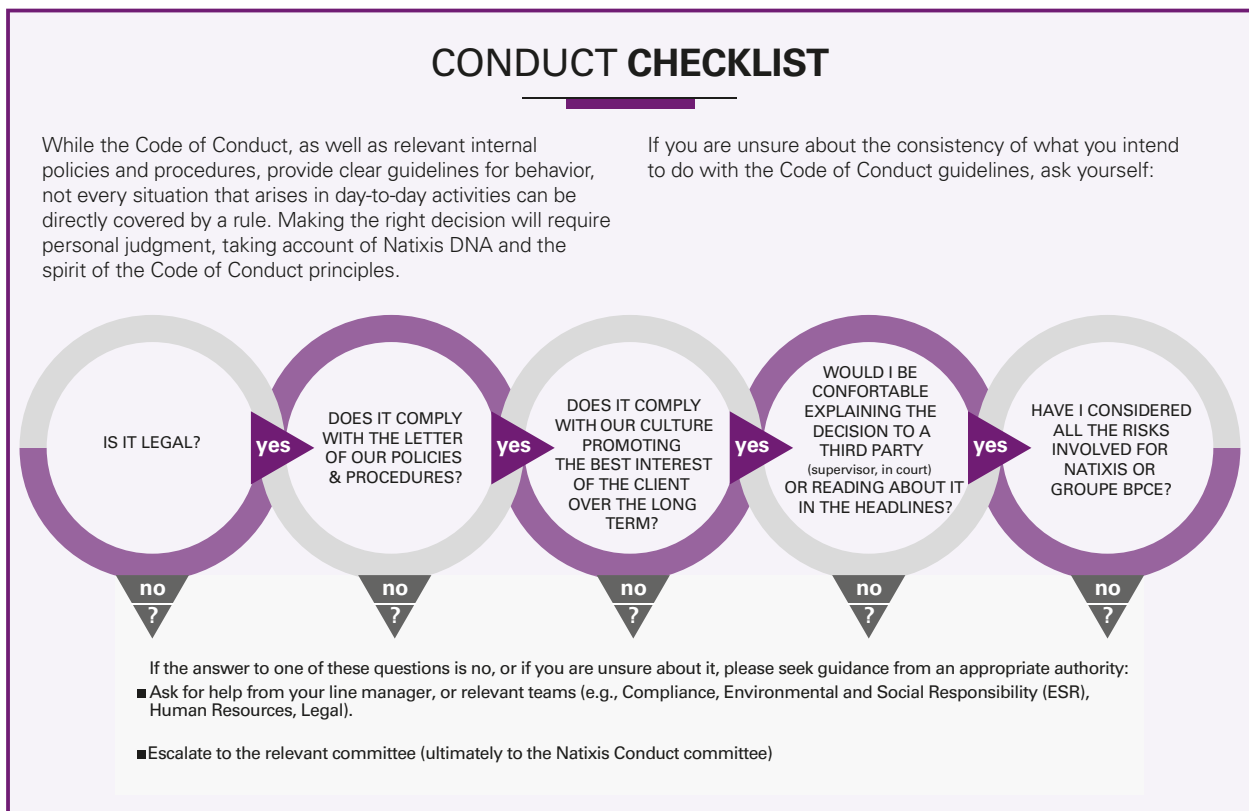 CONDUCT CHECKLIST
While the Code of Conduct, as well as relevant internal
policies and procedures, provide clear guidelines for behavior,
not every situation that arises in day-to-day activities can be
directly covered by a rule. Making the right decision will require
personal judgment, taking account of Natixis DNA and the
spirit of the Code of Conduct principles.
If you are unsure about the consistency of what you intend
to do with the Code of Conduct guidelines, ask yourself:
IS IT LEGAL?
yes
DOES IT COMPLY
WITH THE LETTER
OF OUR POLICIES
& PROCEDURES?
yes
DOES IT COMPLY
WITH OUR CULTURE
PROMOTING
THE BEST INTEREST
OF THE CLIENT
OVER THE LONG
TERM?
yes
WOULD I BE
CONFORTABLE
EXPLAINING THE
DECISION TO A
THIRD PARTY
(supervisor, in court)
OR READING ABOUT IT
IN THE HEADLINES?
yes
HAVE I CONSIDERED
ALL THE RISKS
INVOLVED FOR
NATIXIS OR
GROUPE BPCE?
no
?
no
?
no
?
no
?
no
?
If the answer to one of these questions is no, or if you are unsure about it, please seek guidance from an appropriate authority:
■ Ask for help from your line manager, or relevant teams (e.g., Compliance, Environmental and Social Responsibility (ESR),
Human Resources, Legal).
■ Escalate to the relevant committee (ultimately to the Natixis Conduct committee)